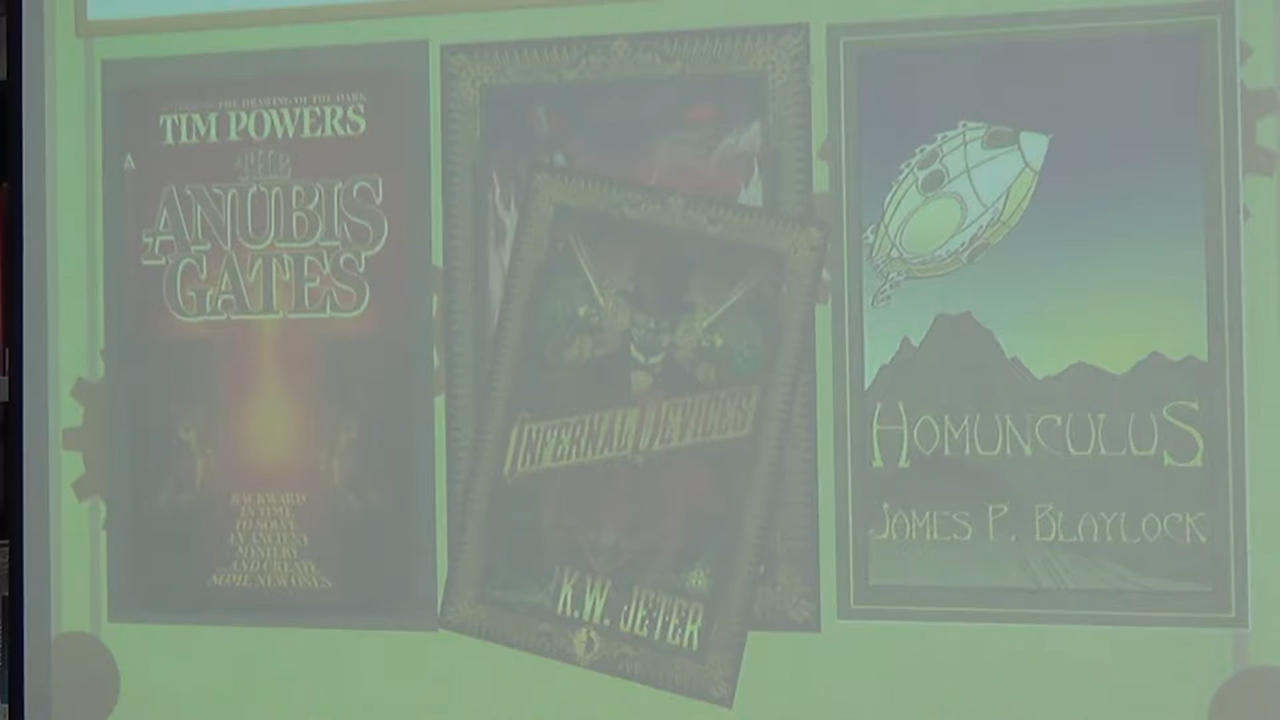 THE DRAWING OF THE DARK
TIM POWERS
THE
ANUBIS
GATES
BACKWARD
IN TIME
TO SOLVE
AN ANCIENT
MYSTERY
AND CREATE
SOME NEW ONES
INFERNAL DEVICES
K.W. JETER
HOMUNCULUS
JAMES P. BLAYLOCK